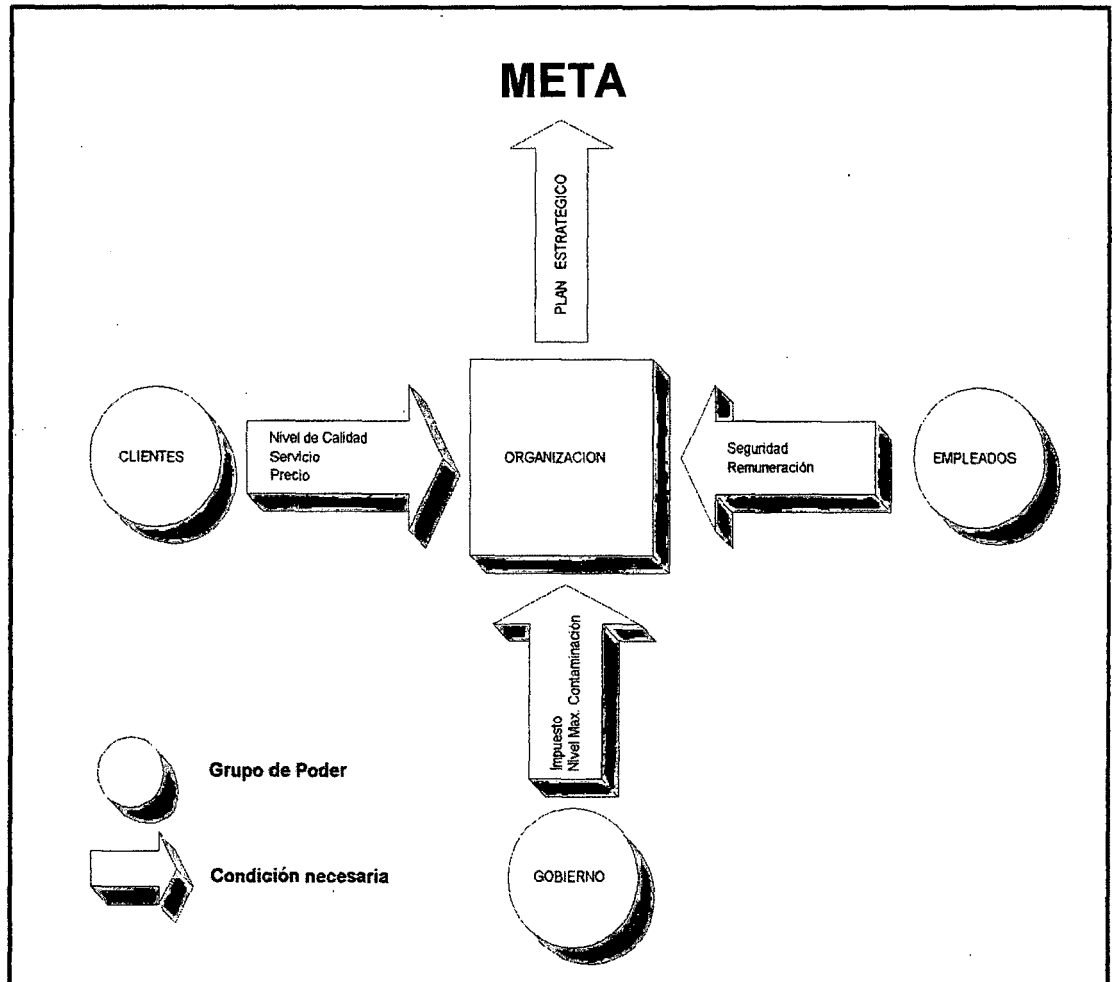 META
PLAN ESTRATEGICO
CLIENTES
Nivel de Calidad
Servicio
Precio
ORGANIZACION
Seguridad
Remuneración
EMPLEADOS
Impuesto
Nivel Max. Contaminación
GOBIERNO
Grupo de Poder
Condición necesaria